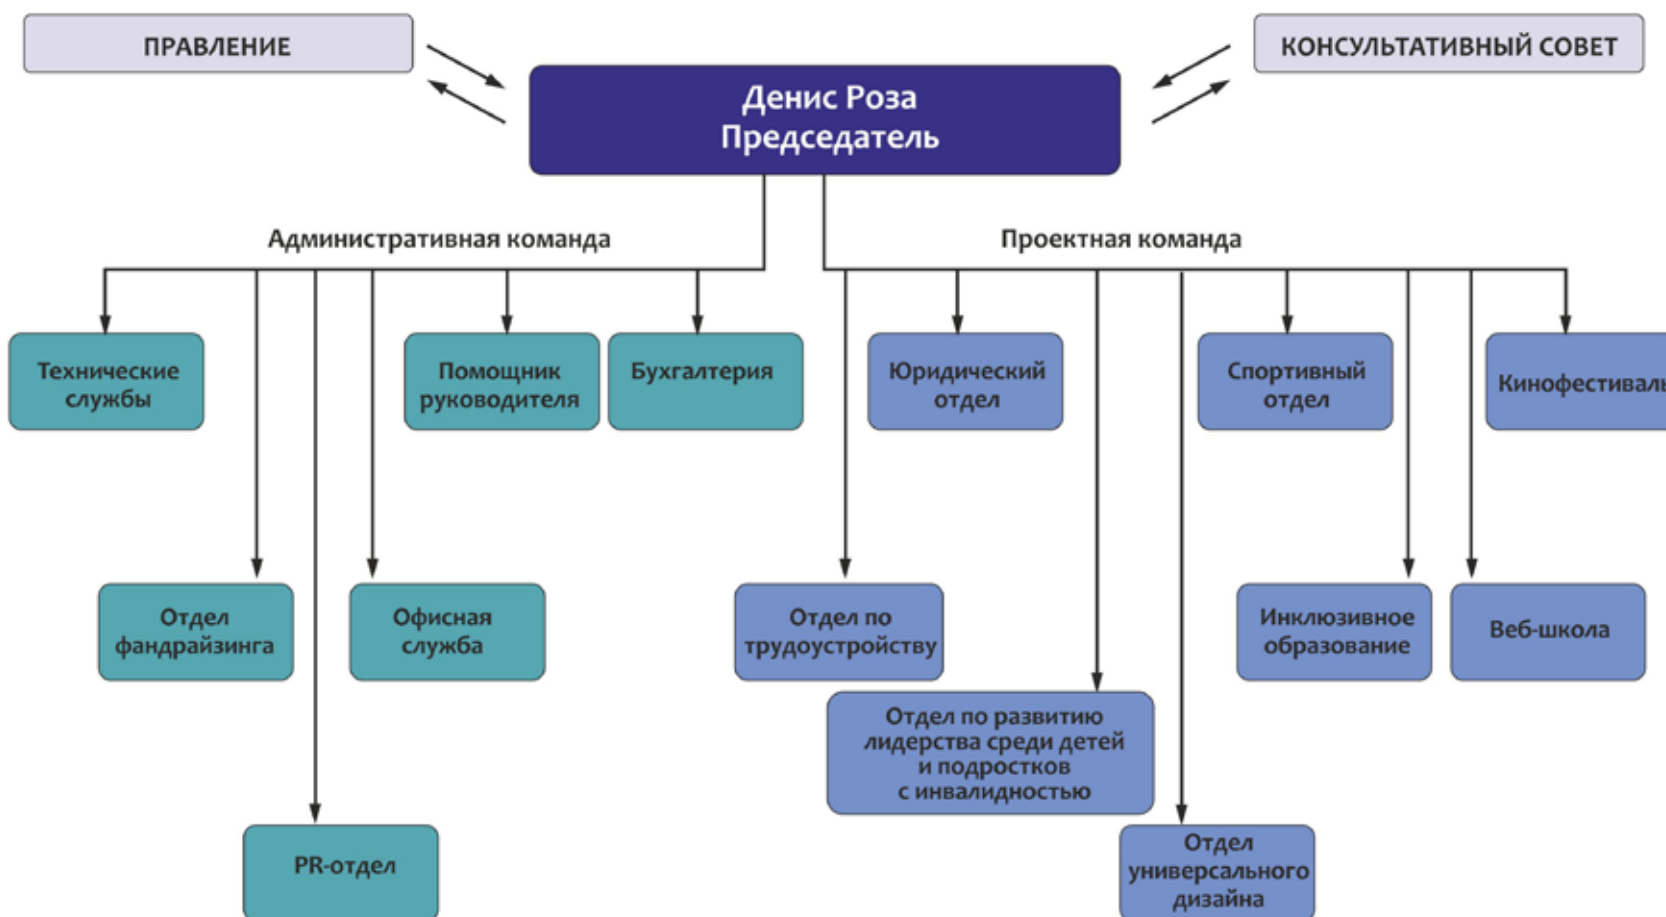 ПРАВЛЕНИЕ
КОНСУЛЬТАТИВНЫЙ СОВЕТ
Денис Роза
Председатель
Административная команда
Проектная команда
Технические
службы
Помощник
руководителя
Бухгалтерия
Юридический
отдел
Спортивный
отдел
Кинофестиваль
Отдел
фандрайзинга
Офисная
служба
Отдел по
трудоустройству
Инклюзивное
образование
Веб-школа
Отдел по развитию
лидерства среди детей
и подростков
с инвалидностью
PR-отдел
Отдел
универсального
дизайна